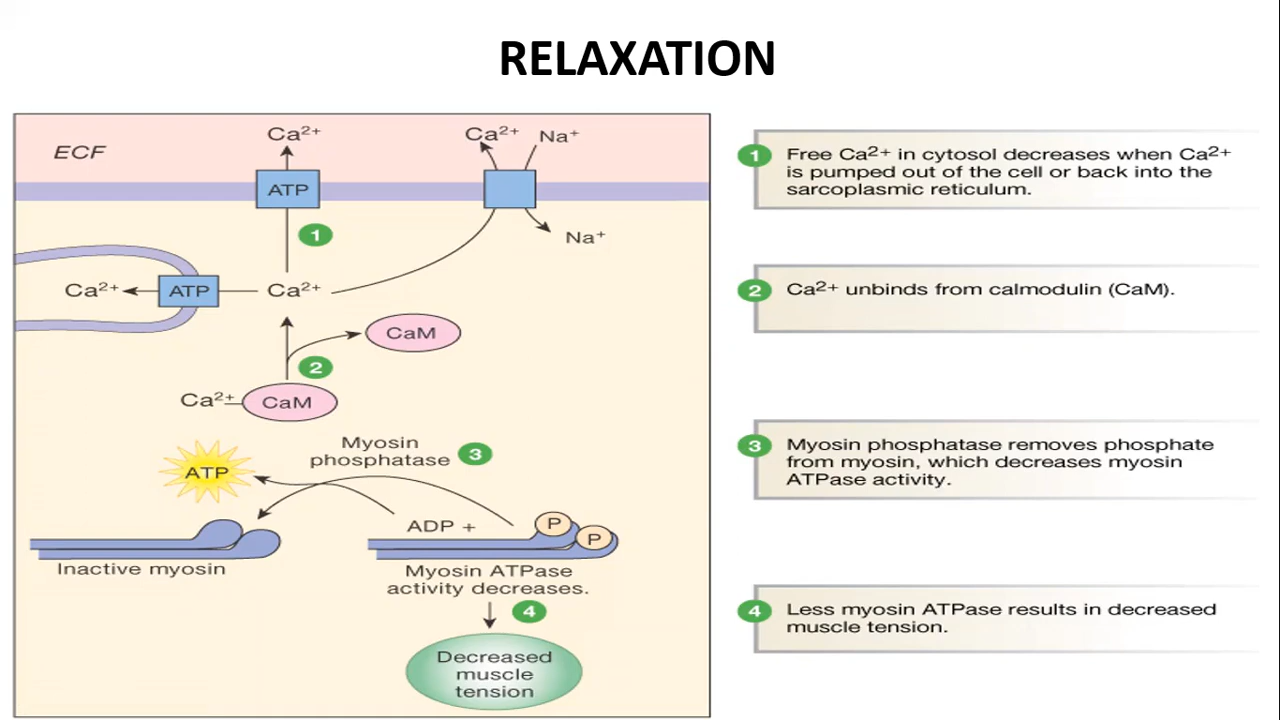 RELAXATION
ECF
Ca2+
Ca2+ Na+
ATP
1
Na+
Ca2+
ATP
Ca2+
CaM
2
Ca2+
CaM
Myosin
phosphatase
3
ATP
ADP +
P
P
Inactive myosin
Myosin ATPase
activity decreases.
4
Decreased
muscle
tension
1
Free Ca2+ in cytosol decreases when Ca2+
is pumped out of the cell or back into the
sarcoplasmic reticulum.
2
Ca2+ unbinds from calmodulin (CaM).
3
Myosin phosphatase removes phosphate
from myosin, which decreases myosin
ATPase activity.
4
Less myosin ATPase results in decreased
muscle tension.